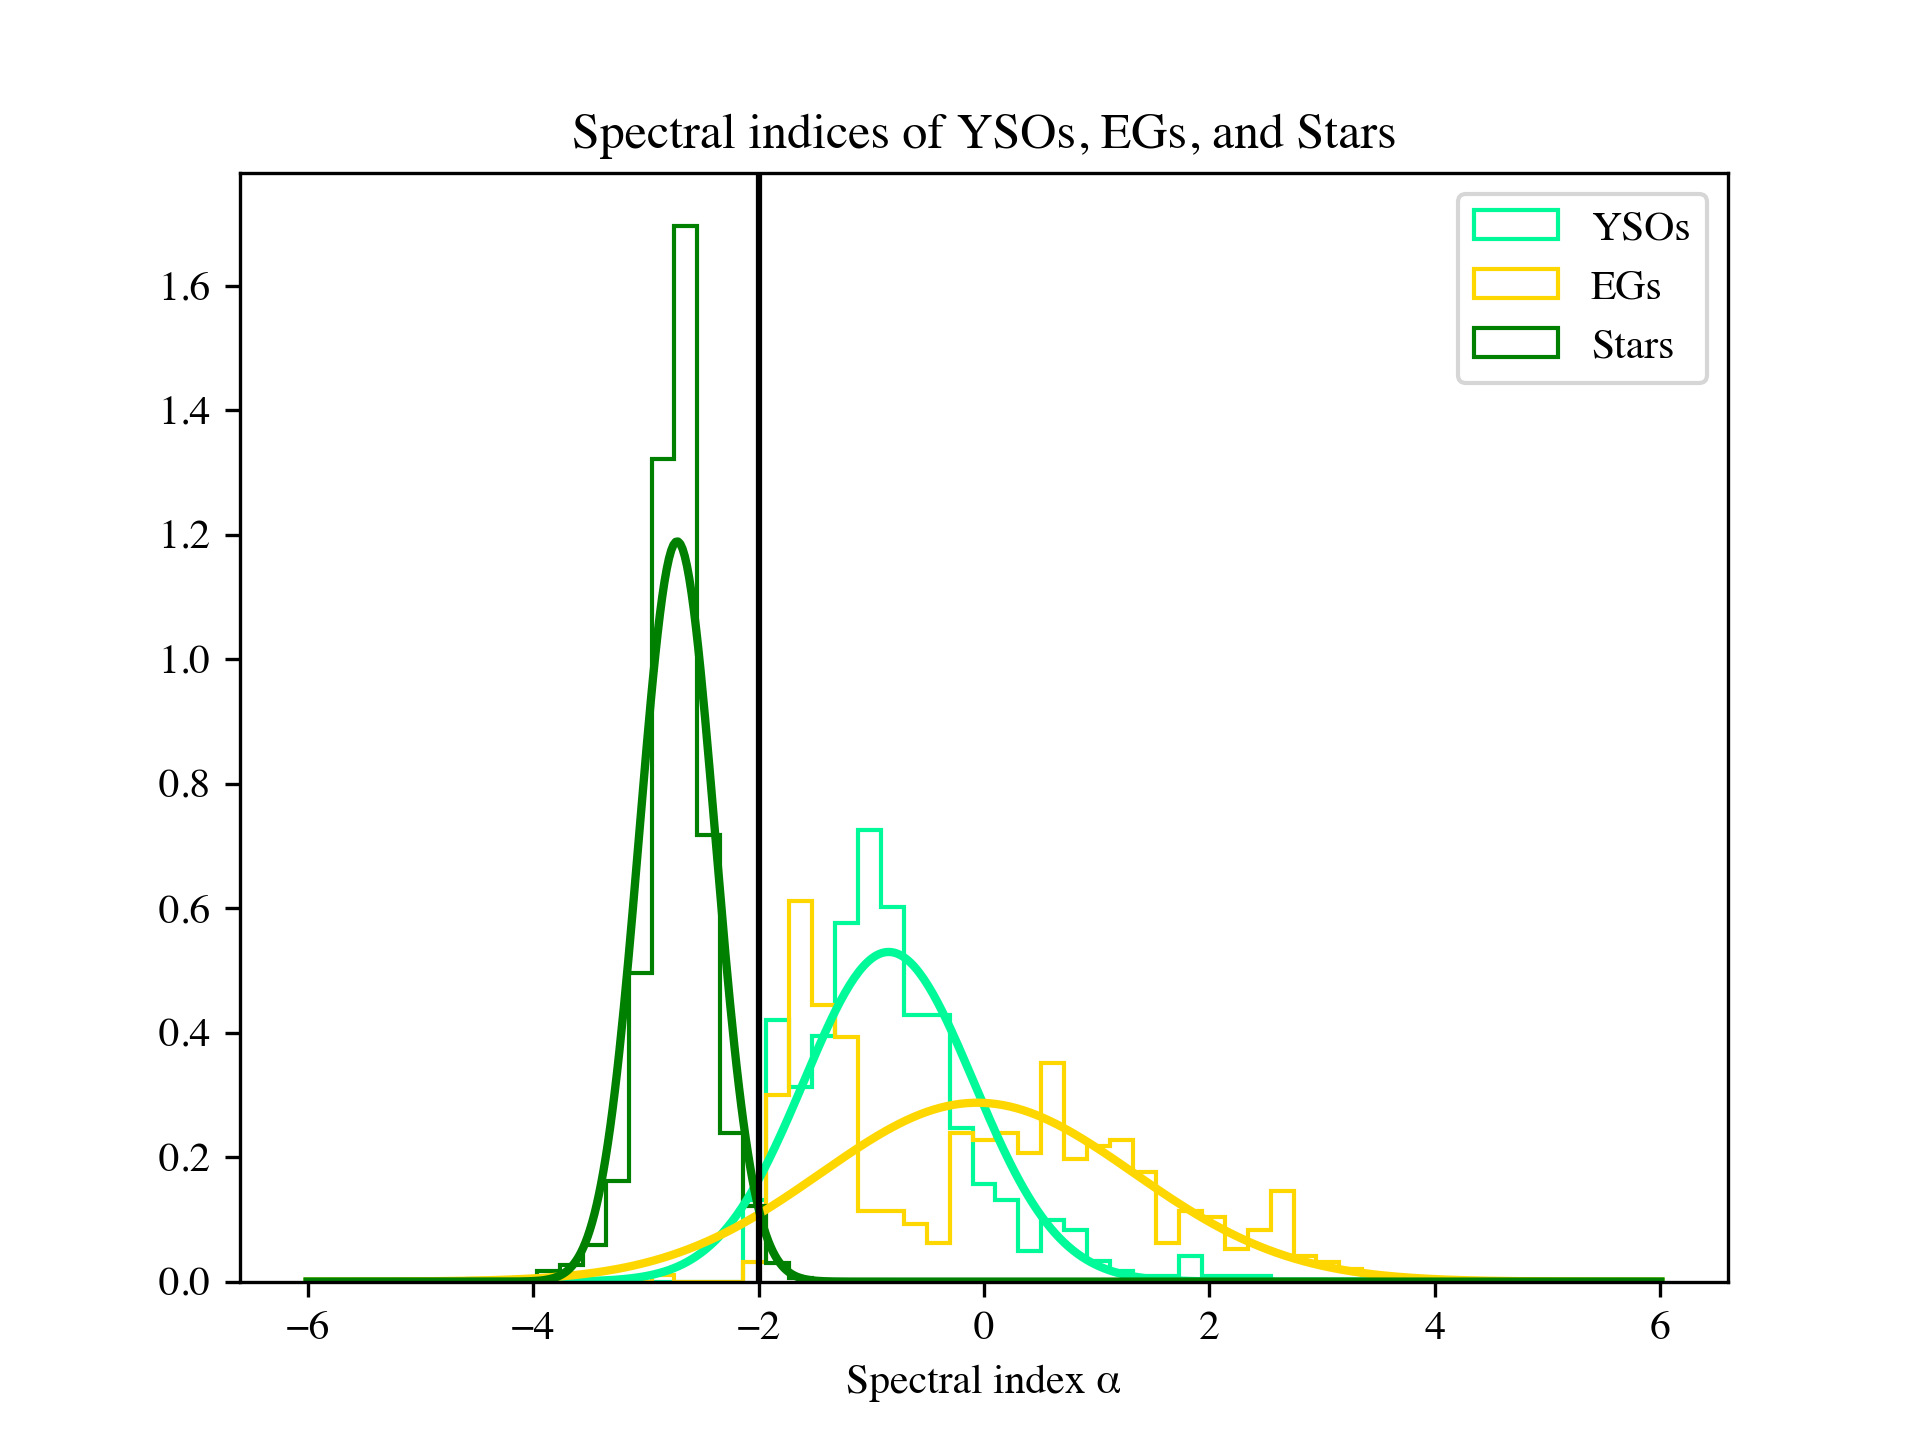 Spectral indices of YSOs, EGs, and Stars
YSOs
EGs
Stars
1.6
1.4
1.2
1.0
0.8
0.6
0.4
0.2
0.0
−6 −4 −2 0 2 4 6
Spectral index α